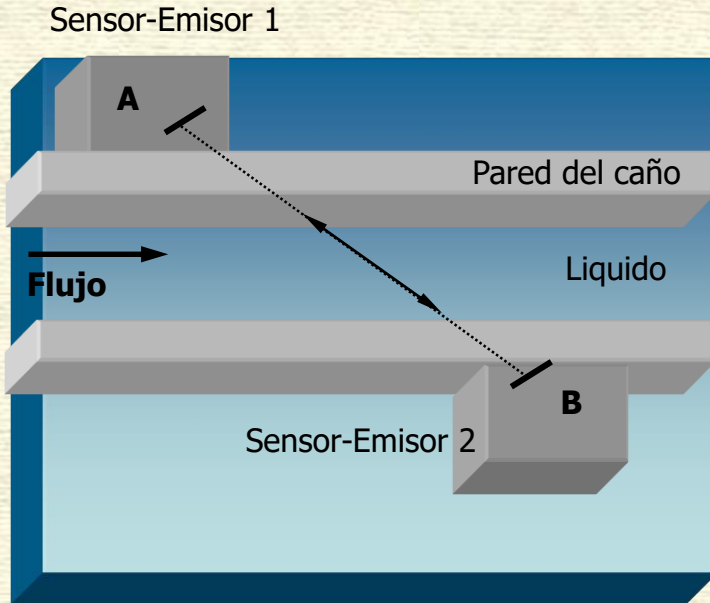 Sensor-Emisor 1
A
Pared del caño
Liquido
Flujo
B
Sensor-Emisor 2